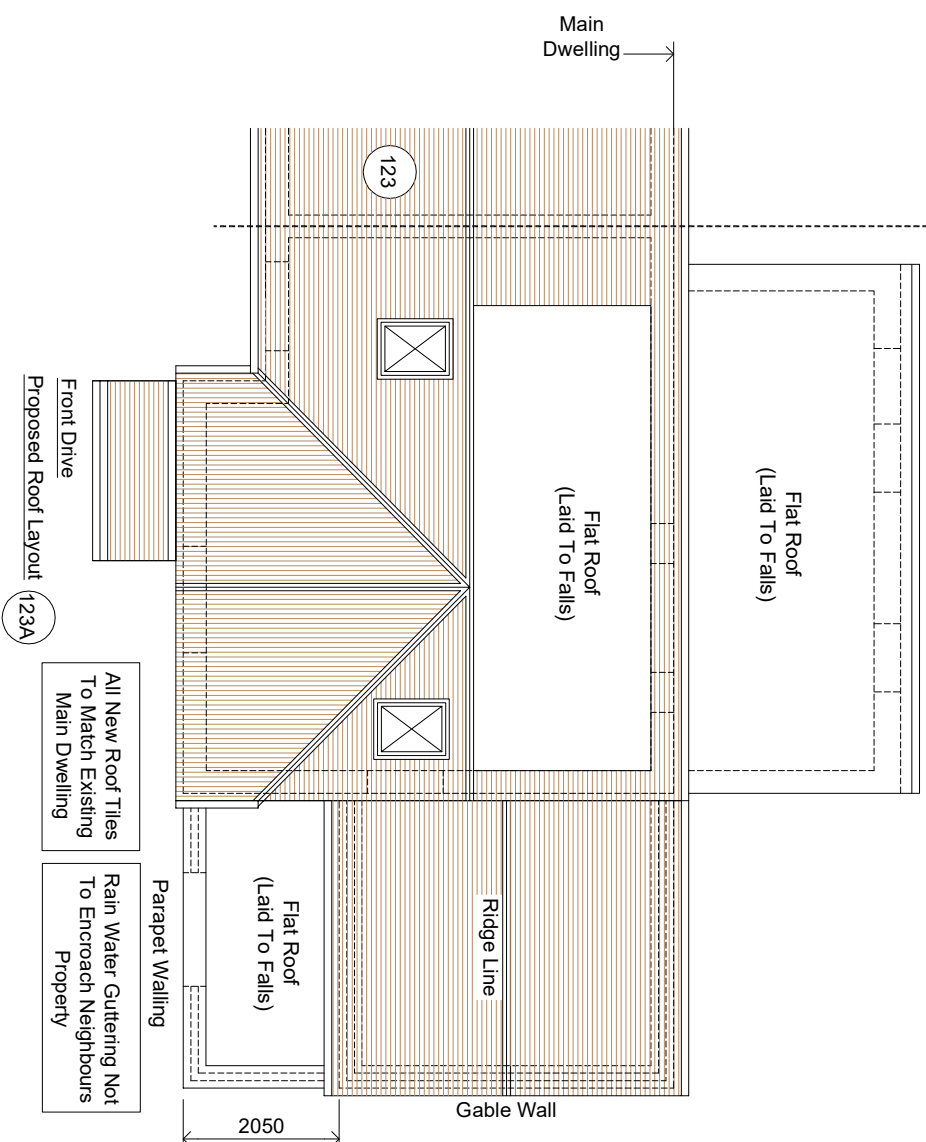 Main
Dwelling
123
Flat Roof
(Laid To Falls)
Flat Roof
(Laid To Falls)
Front Drive
Proposed Roof Layout
123A
All New Roof Tiles
To Match Existing
Main Dwelling
Rain Water Guttering Not
To Encroach Neighbours
Property
Parapet Walling
Flat Roof
(Laid To Falls)
Ridge Line
Gable Wall
2050